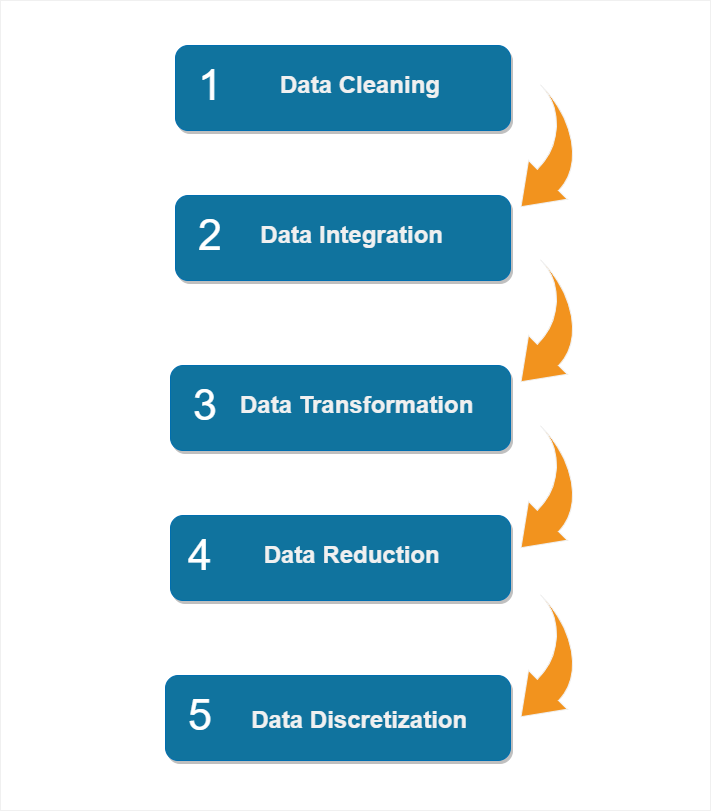 1 Data Cleaning
2 Data Integration
3 Data Transformation
4 Data Reduction
5 Data Discretization